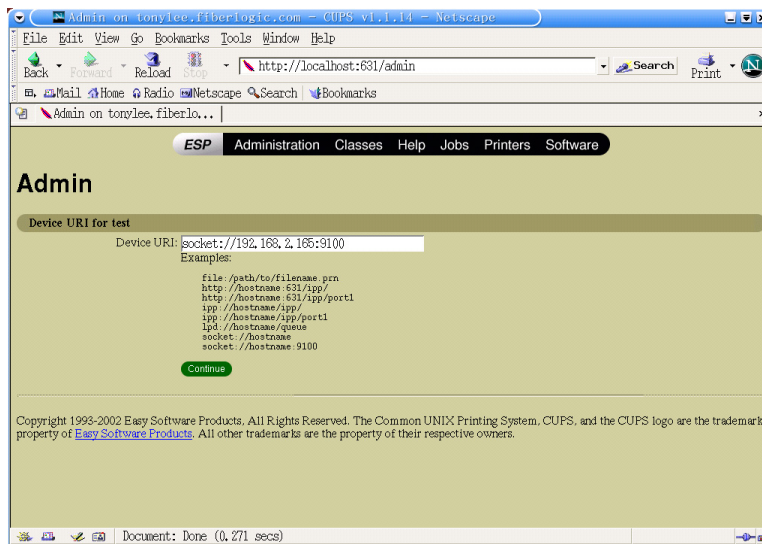 Admin on tonylee.fiberlogic.com - CUPS v1.1.14 - Netscape
File Edit View Go Bookmarks Tools Window Help
Back Forward Reload Stop http://localhost:631/admin Search Print N
Mail Home Radio Netscape Search Bookmarks
Admin on tonylee.fiberlo...
ESP Administration Classes Help Jobs Printers Software
Admin
Device URI for test
Device URI: socket://192.168.2.165:9100
Examples:
file:/path/to/filename.prn
http://hostname:631/ipp/
http://hostname:631/ipp/port1
ipp://hostname/ipp/
ipp://hostname/ipp/port1
lpd://hostname/queue
socket://hostname
socket://hostname:9100
Continue
Copyright 1993-2002 Easy Software Products, All Rights Reserved. The Common UNIX Printing System, CUPS, and the CUPS logo are the trademark
property of Easy Software Products. All other trademarks are the property of their respective owners.
Document: Done (0.271 secs)